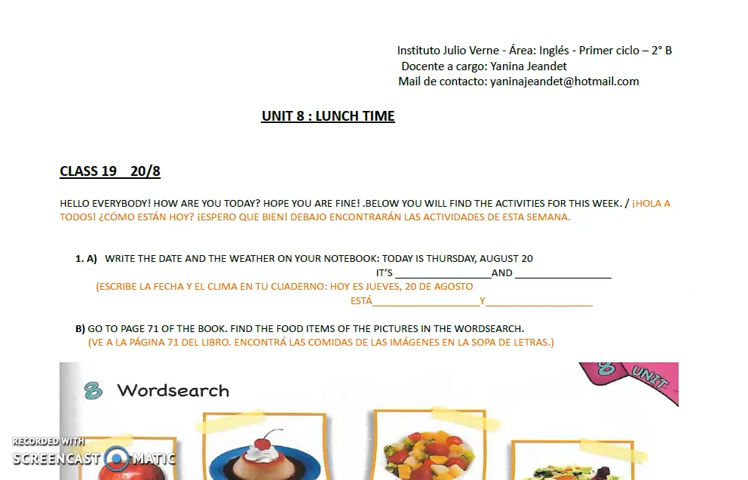 Instituto Julio Verne - Área: Inglés - Primer ciclo – 2° B
Docente a cargo: Yanina Jeandet
Mail de contacto: yaninajeandet@hotmail.com
UNIT 8 : LUNCH TIME
CLASS 19 20/8
HELLO EVERYBODY! HOW ARE YOU TODAY? HOPE YOU ARE FINE! .BELOW YOU WILL FIND THE ACTIVITIES FOR THIS WEEK. / ¡HOLA A
TODOS! ¿CÓMO ESTÁN HOY? ¡ESPERO QUE BIEN! DEBAJO ENCONTRARÁN LAS ACTIVIDADES DE ESTA SEMANA.
1. A) WRITE THE DATE AND THE WEATHER ON YOUR NOTEBOOK: TODAY IS THURSDAY, AUGUST 20
IT'S ________________AND ________________
(ESCRIBE LA FECHA Y EL CLIMA EN TU CUADERNO: HOY ES JUEVES, 20 DE AGOSTO
ESTÁ__________________Y__________________
B) GO TO PAGE 71 OF THE BOOK. FIND THE FOOD ITEMS OF THE PICTURES IN THE WORDSEARCH.
(VE A LA PÁGINA 71 DEL LIBRO. ENCONTRÁ LAS COMIDAS DE LAS IMÁGENES EN LA SOPA DE LETRAS.)
8 Wordsearch
8 UNIT
RECORDED WITH
SCREENCAST MATIC